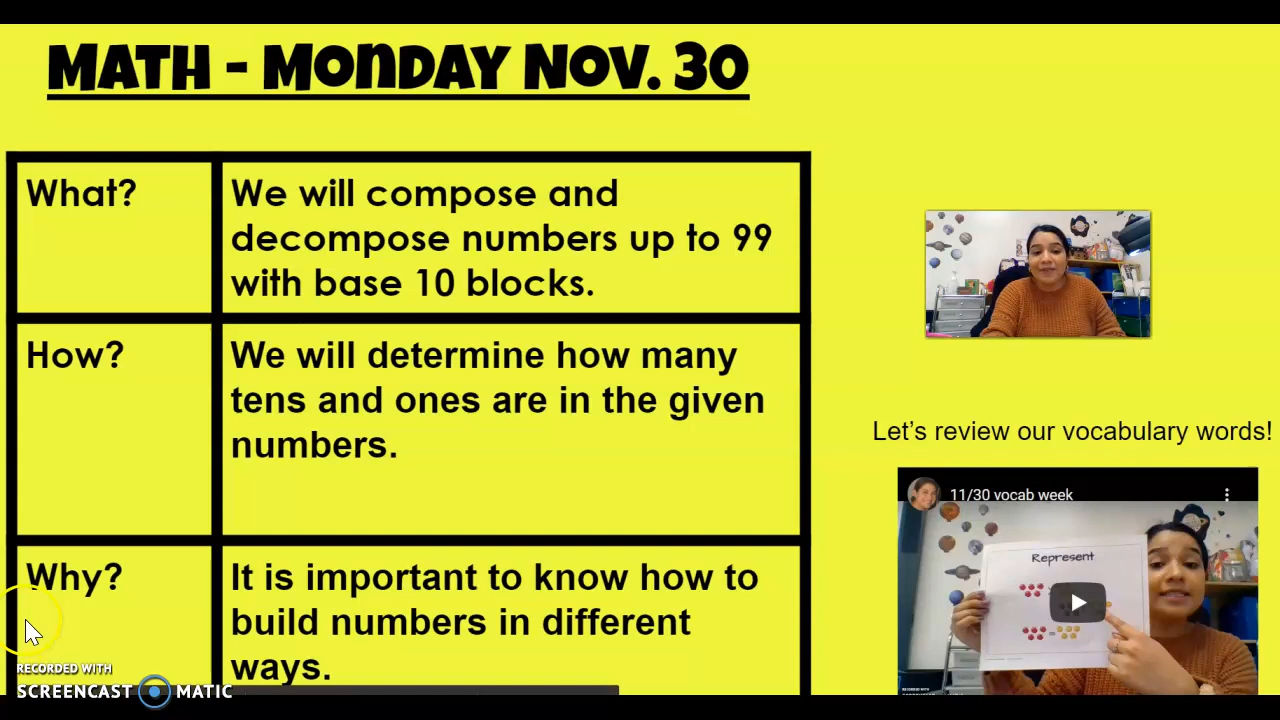 MATH - MONDAY NOV. 30
What?
We will compose and
decompose numbers up to 99
with base 10 blocks.
How?
We will determine how many
tens and ones are in the given
numbers.
Why?
It is important to know how to
build numbers in different
ways.
Let's review our vocabulary words!
11/30 vocab week
Represent
RECORDED WITH
SCREENCAST MATIC